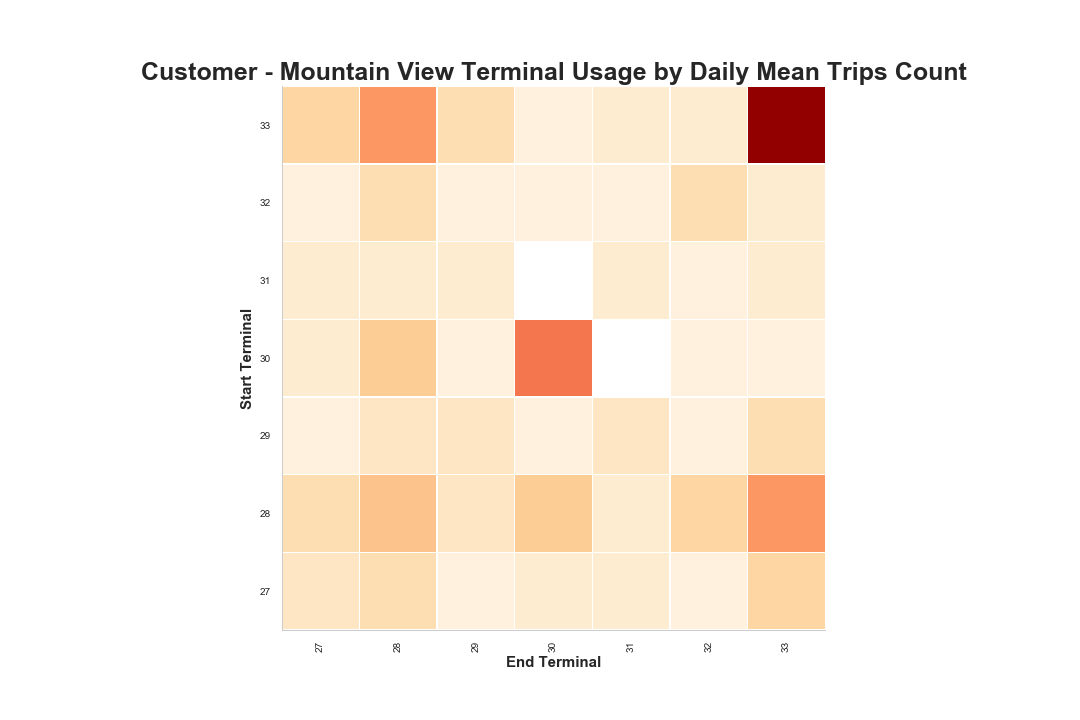 Customer - Mountain View Terminal Usage by Daily Mean Trips Count
33
32
31
30
29
28
27
Start Terminal
27 28 29 30 31 32 33
End Terminal